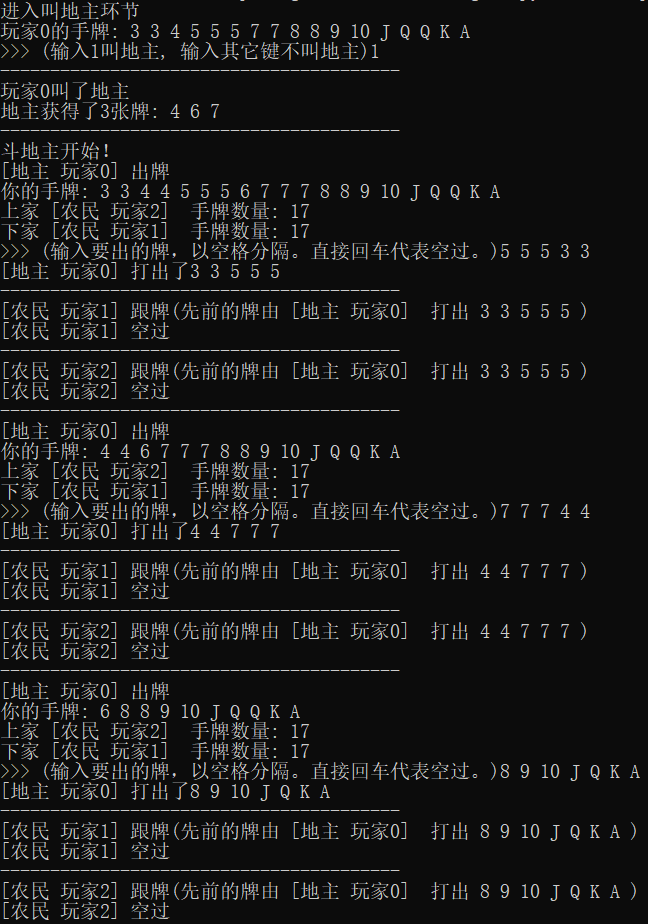 进入叫地主环节
玩家0的手牌: 3 3 4 5 5 5 7 7 8 8 9 10 J Q Q K A
>>> (输入1叫地主, 输入其它键不叫地主)1
----------------------------------------
玩家0叫了地主
地主获得了3张牌: 4 6 7
----------------------------------------
斗地主开始!
[地主 玩家0] 出牌
你的手牌: 3 3 4 4 5 5 5 6 7 7 7 8 8 9 10 J Q Q K A
上家 [农民 玩家2] 手牌数量: 17
下家 [农民 玩家1] 手牌数量: 17
>>> (输入要出的牌，以空格分隔。直接回车代表空过。)5 5 5 3 3
[地主 玩家0] 打出了3 3 5 5 5
----------------------------------------
[农民 玩家1] 跟牌(先前的牌由 [地主 玩家0] 打出 3 3 5 5 5 )
[农民 玩家1] 空过
----------------------------------------
[农民 玩家2] 跟牌(先前的牌由 [地主 玩家0] 打出 3 3 5 5 5 )
[农民 玩家2] 空过
----------------------------------------
[地主 玩家0] 出牌
你的手牌: 4 4 6 7 7 7 8 8 9 10 J Q Q K A
上家 [农民 玩家2] 手牌数量: 17
下家 [农民 玩家1] 手牌数量: 17
>>> (输入要出的牌，以空格分隔。直接回车代表空过。)7 7 7 4 4
[地主 玩家0] 打出了4 4 7 7 7
----------------------------------------
[农民 玩家1] 跟牌(先前的牌由 [地主 玩家0] 打出 4 4 7 7 7 )
[农民 玩家1] 空过
----------------------------------------
[农民 玩家2] 跟牌(先前的牌由 [地主 玩家0] 打出 4 4 7 7 7 )
[农民 玩家2] 空过
----------------------------------------
[地主 玩家0] 出牌
你的手牌: 6 8 8 9 10 J Q Q K A
上家 [农民 玩家2] 手牌数量: 17
下家 [农民 玩家1] 手牌数量: 17
>>> (输入要出的牌，以空格分隔。直接回车代表空过。)8 9 10 J Q K A
[地主 玩家0] 打出了8 9 10 J Q K A
----------------------------------------
[农民 玩家1] 跟牌(先前的牌由 [地主 玩家0] 打出 8 9 10 J Q K A )
[农民 玩家1] 空过
----------------------------------------
[农民 玩家2] 跟牌(先前的牌由 [地主 玩家0] 打出 8 9 10 J Q K A )
[农民 玩家2] 空过